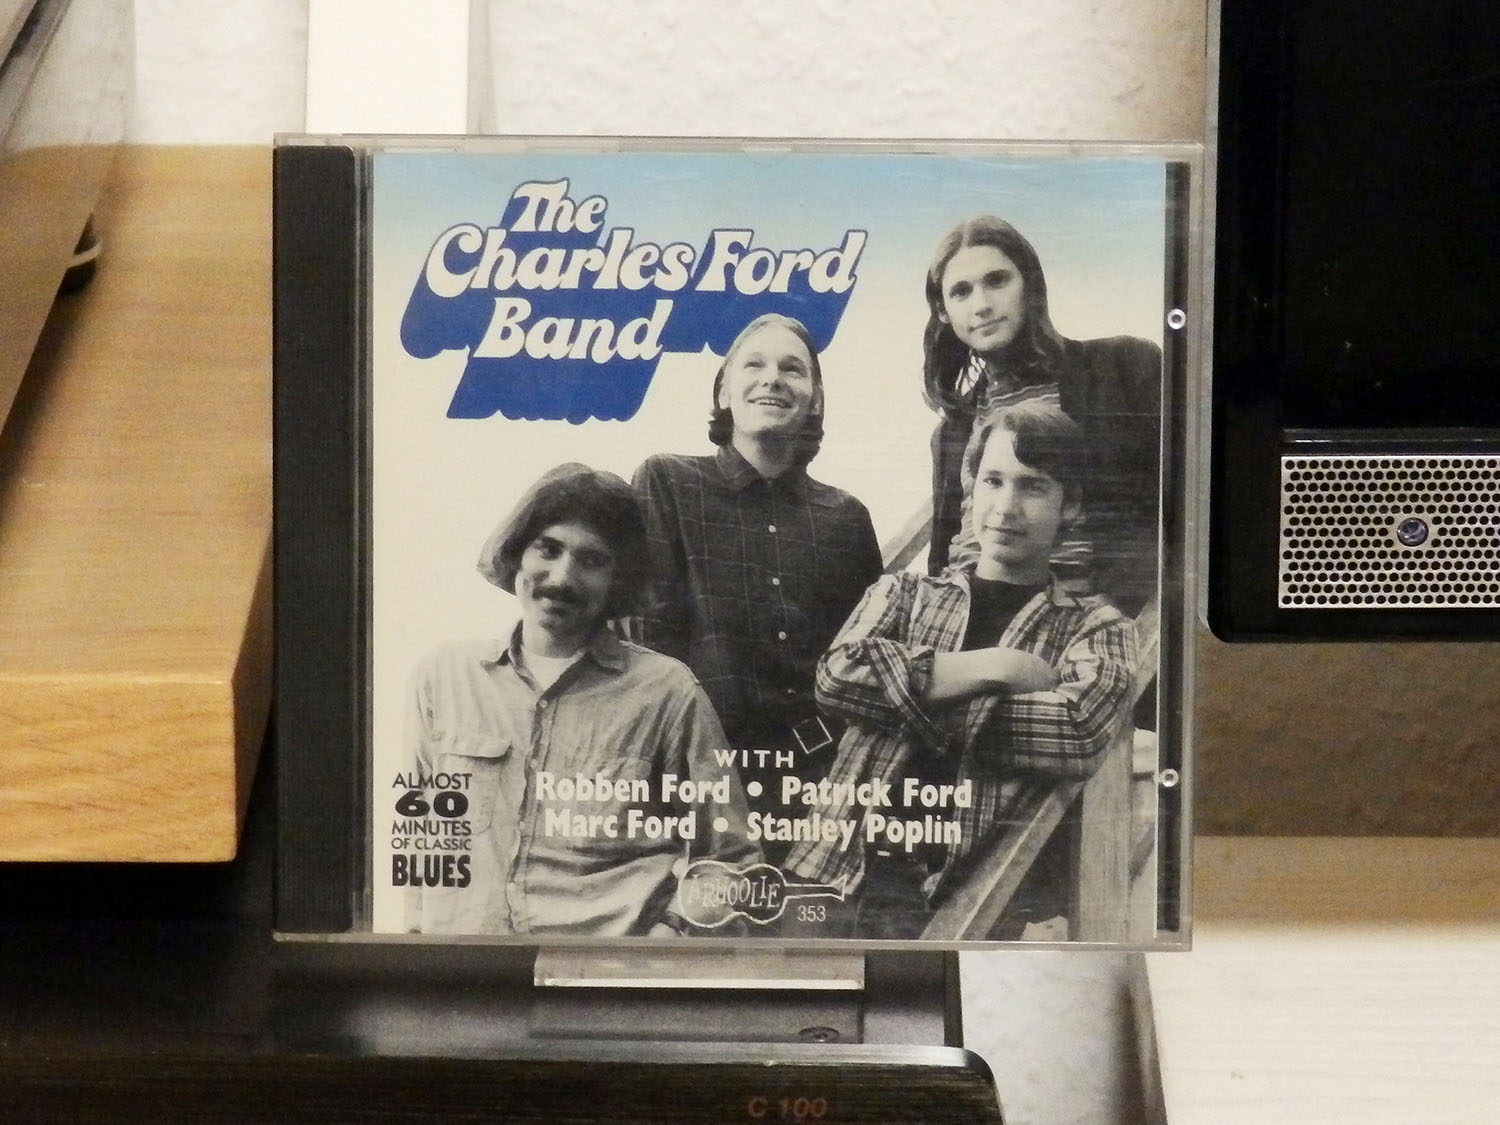 The
Charles Ford
Band
WITH
Robben Ford • Patrick Ford
Marc Ford • Stanley Poplin
ALMOST
60
MINUTES
OF CLASSIC
BLUES
ARHOOLIE
353
C 100